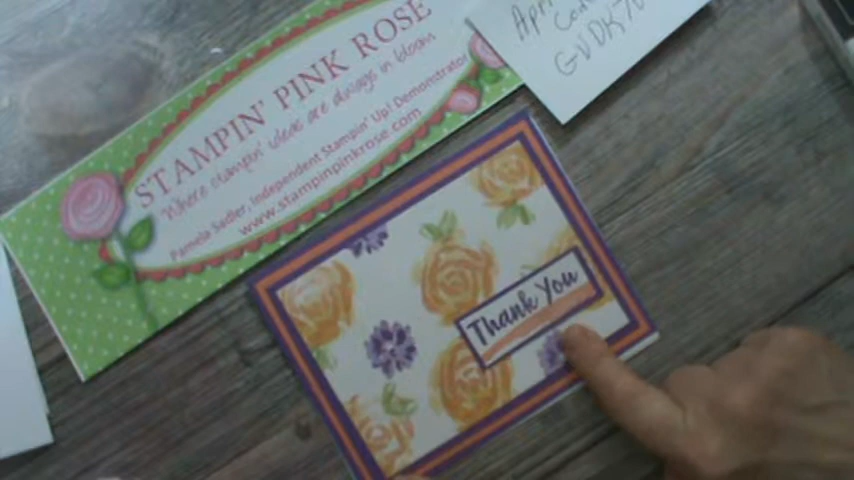 STAMPIN' PINK ROSE
Where stampin' ideas are always in bloom
Pamela Sadler, Independent Stampin' Up! Demonstrator
www.stampinpinkrose.com
Thank You